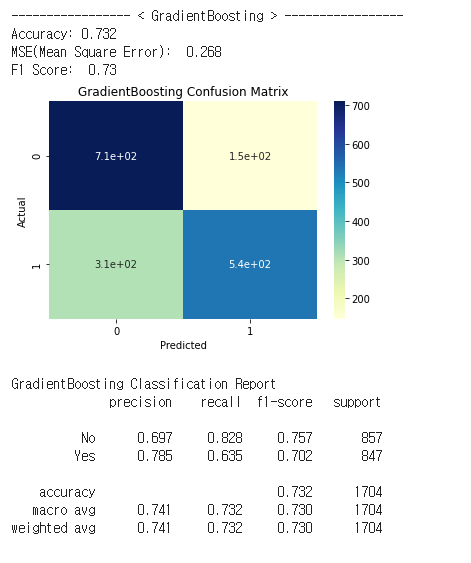 ----------------- < GradientBoosting > -----------------
Accuracy: 0.732
MSE(Mean Square Error):  0.268
F1 Score:  0.73
GradientBoosting Confusion Matrix
700
600
500
400
300
200
0
7.1e+02
1.5e+02
Actual
1
3.1e+02
5.4e+02
0
1
Predicted
GradientBoosting Classification Report
precision recall f1-score support
No 0.697 0.828 0.757 857
Yes 0.785 0.635 0.702 847
accuracy 0.732 1704
macro avg 0.741 0.732 0.730 1704
weighted avg 0.741 0.732 0.730 1704